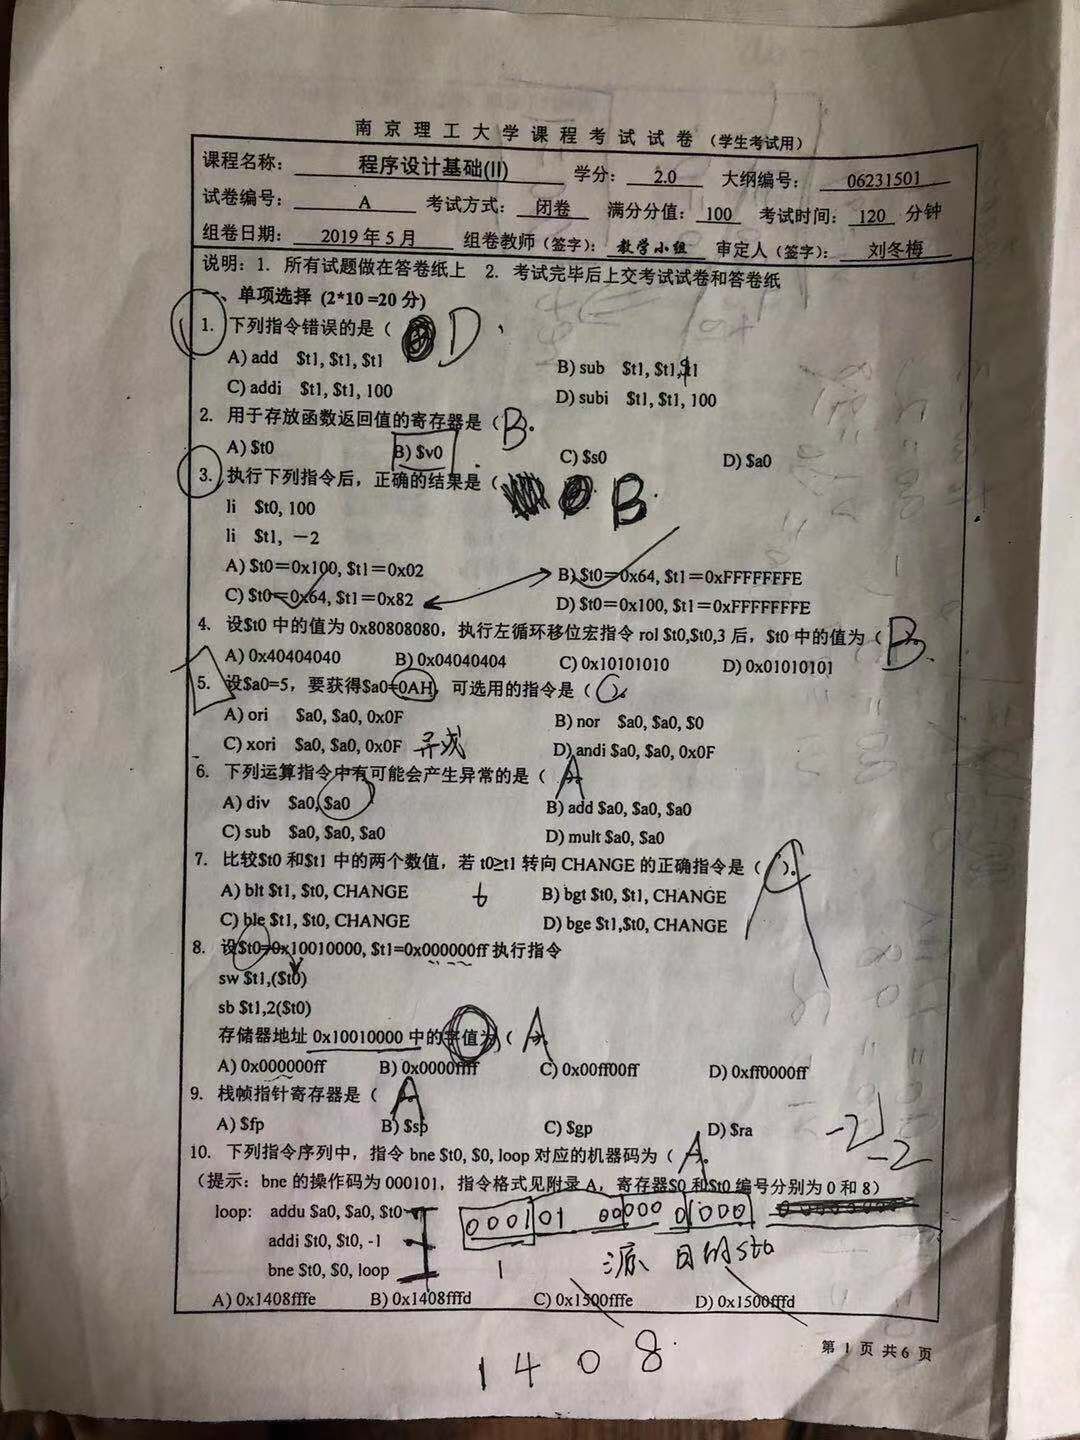 南京理工大学课程考试试卷 (学生考试用)
课程名称: 程序设计基础(II) 学分: 2.0 大纲编号: 06231501
试卷编号: A 考试方式: 闭卷 满分分值: 100 考试时间: 120 分钟
组卷日期: 2019年5月 组卷教师(签字): 教学小组 审定人(签字): 刘冬梅
说明: 1. 所有试题做在答卷纸上 2. 考试完毕后上交考试试卷和答卷纸
一、单项选择 (2*10 =20分)
1. 下列指令错误的是( D
A) add $t1, $t1, $t1 B) sub $t1, $t1,$t1
C) addi $t1, $t1, 100 D) subi $t1, $t1, 100
2. 用于存放函数返回值的寄存器是( B.
A) $t0 B) $v0 C) $s0 D) $a0
3. 执行下列指令后, 正确的结果是( B
li $t0, 100
li $t1, -2
A) $t0=0x100, $t1=0x02 B) $t0=0x64, $t1=0xFFFFFFFE
C) $t0=0x64, $t1=0x82 D) $t0=0x100, $t1=0xFFFFFFFE
4. 设$t0 中的值为 0x80808080, 执行左循环移位宏指令 rol $t0,$t0,3 后, $t0 中的值为( B
A) 0x40404040 B) 0x04040404 C) 0x10101010 D) 0x01010101
5. 设$a0=5, 要获得$a0=0AH, 可选用的指令是( C ).
A) ori $a0, $a0, 0x0F B) nor $a0, $a0, $0
C) xori $a0, $a0, 0x0F 异或 D) andi $a0, $a0, 0x0F
6. 下列运算指令中有可能会产生异常的是( A
A) div $a0, $a0 B) add $a0, $a0, $a0
C) sub $a0, $a0, $a0 D) mult $a0, $a0
7. 比较$t0 和$t1 中的两个数值, 若 t0≥t1 转向 CHANGE 的正确指令是( A ).
A) blt $t1, $t0, CHANGE B) bgt $t0, $t1, CHANGE
C) ble $t1, $t0, CHANGE D) bge $t1,$t0, CHANGE
8. 设$t0=0x10010000, $t1=0x000000ff 执行指令
sw $t1,($t0)
sb $t1,2($t0)
存储器地址 0x10010000 中的字值为( A
A) 0x000000ff B) 0x0000ffff C) 0x00ff00ff D) 0xff0000ff
9. 栈帧指针寄存器是( A
A) $fp B) $sp C) $gp D) $ra
-2
-2
10. 下列指令序列中, 指令 bne $t0, $0, loop 对应的机器码为( A
(提示: bne 的操作码为 000101, 指令格式见附录 A, 寄存器$0 和$t0 编号分别为 0 和 8)
loop: addu $a0, $a0, $t0 0001 01 00 000 0 1000
addi $t0, $t0, -1 源 目的 $t0
bne $t0, $0, loop 1
A) 0x1408fffe B) 0x1408fffd C) 0x1500fffe D) 0x1500fffd
第 1 页 共 6 页
1 4 0 8